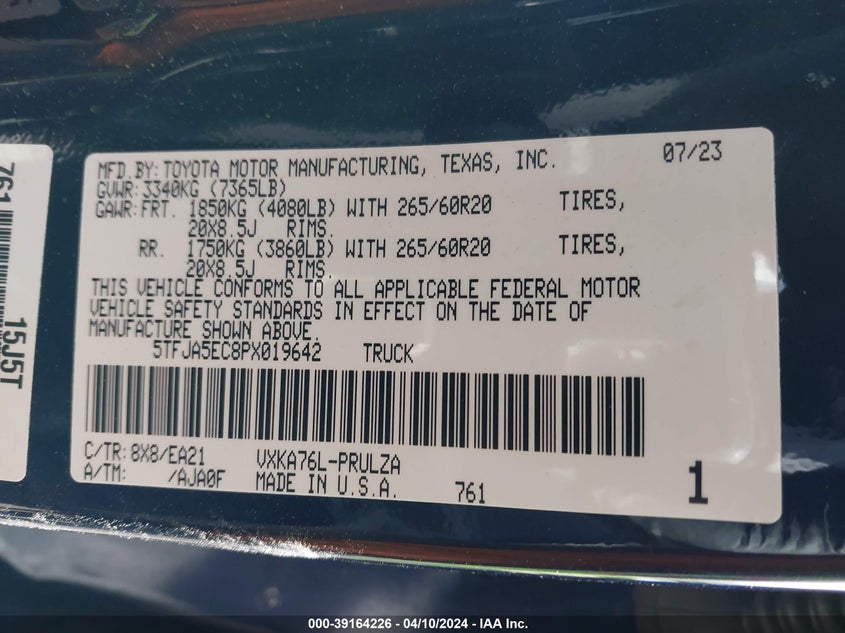 MFD.BY: TOYOTA MOTOR MANUFACTURING, TEXAS, INC. 07/23
GVWR: 3340KG (7365LB)
GAWR: FRT. 1850KG (4080LB) WITH 265/60R20 TIRES,
20X8.5J RIMS.
RR. 1750KG (3860LB) WITH 265/60R20 TIRES,
20X8.5J RIMS.
THIS VEHICLE CONFORMS TO ALL APPLICABLE FEDERAL MOTOR
VEHICLE SAFETY STANDARDS IN EFFECT ON THE DATE OF
MANUFACTURE SHOWN ABOVE.
5TFJA5EC8PX019642 TRUCK
C/TR: 8X8/EA21 VXKA76L-PRULZA
A/TM: /AJA0F MADE IN U.S.A. 761 1
761
15J5T
000-39164226 - 04/10/2024 - IAA Inc.